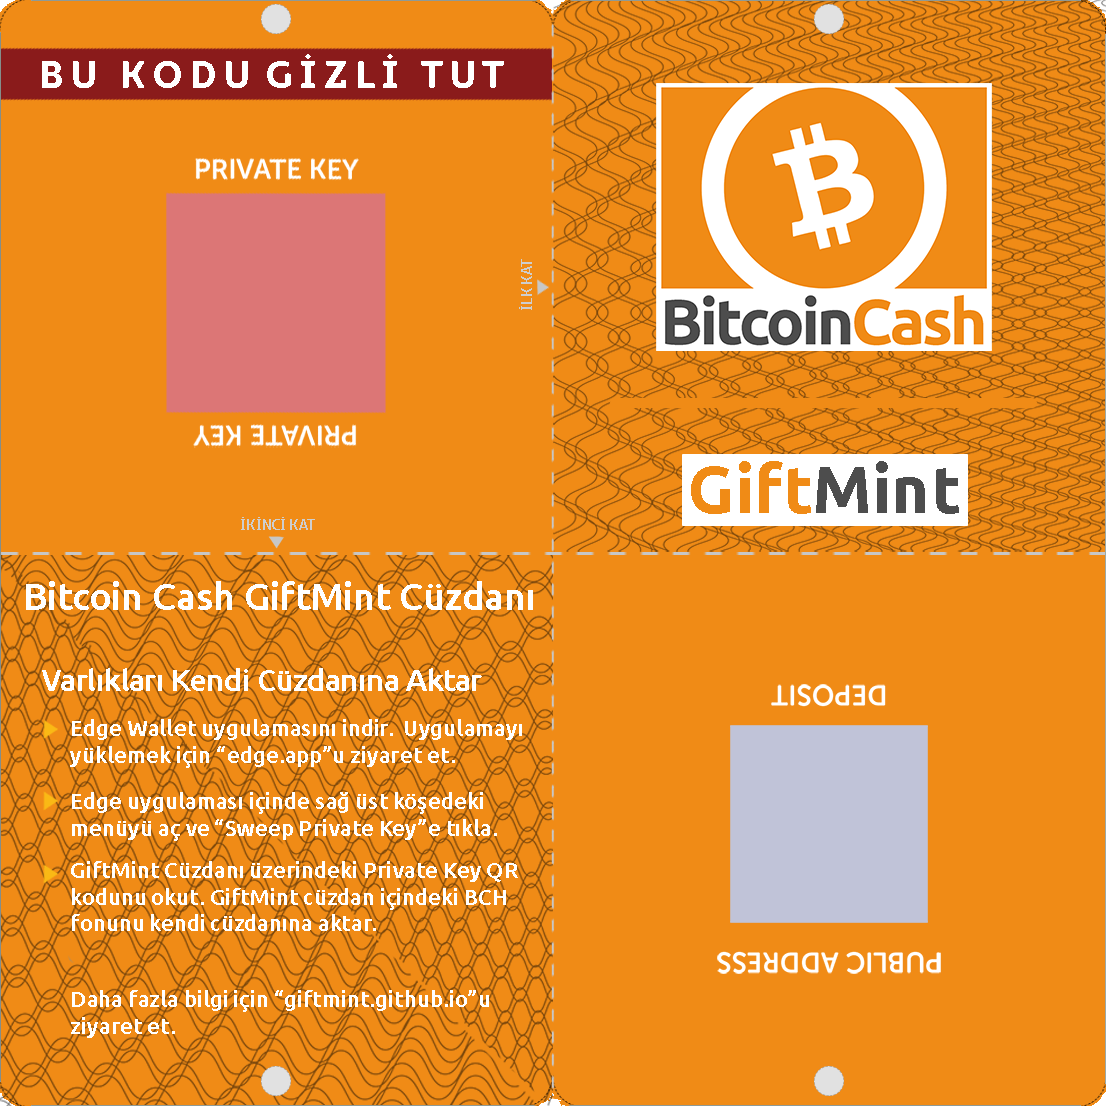 BU KODU GİZLİ TUT
PRIVATE KEY
PRIVATE KEY
İLK KAT
İKİNCİ KAT
BitcoinCash
GiftMint
Bitcoin Cash GiftMint Cüzdanı
Varlıkları Kendi Cüzdanına Aktar
Edge Wallet uygulamasını indir. Uygulamayı
yüklemek için “edge.app”u ziyaret et.
Edge uygulaması içinde sağ üst köşedeki
menüyü aç ve “Sweep Private Key”e tıkla.
GiftMint Cüzdanı üzerindeki Private Key QR
kodunu okut. GiftMint cüzdan içindeki BCH
fonunu kendi cüzdanına aktar.
Daha fazla bilgi için “giftmint.github.io”u
ziyaret et.
DEPOSIT
PUBLIC ADDRESS